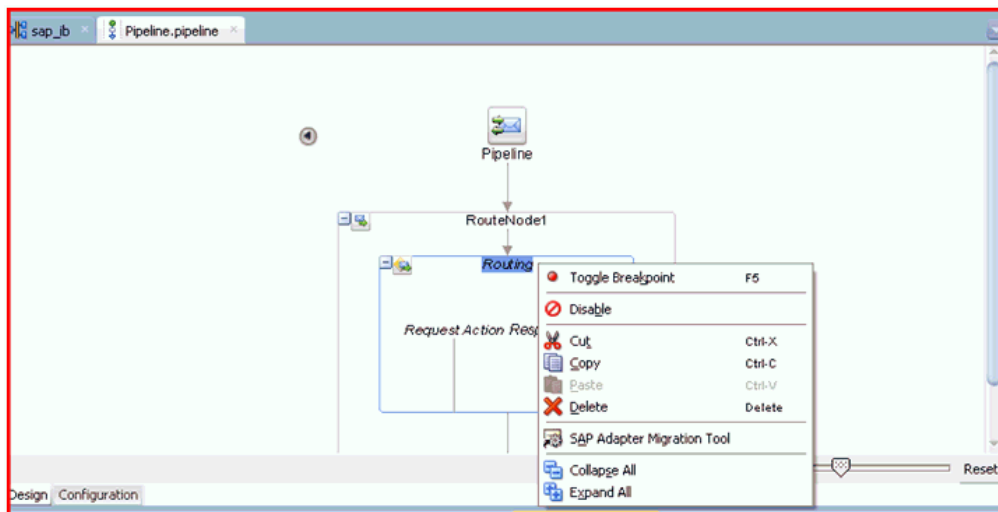 sap_ib
Pipeline.pipeline
Pipeline
RouteNode1
Routing
Request Action Resp
Toggle Breakpoint F5
Disable
Cut Ctrl-X
Copy Ctrl-C
Paste Ctrl-V
Delete Delete
SAP Adapter Migration Tool
Collapse All
Expand All
Reset
Design Configuration